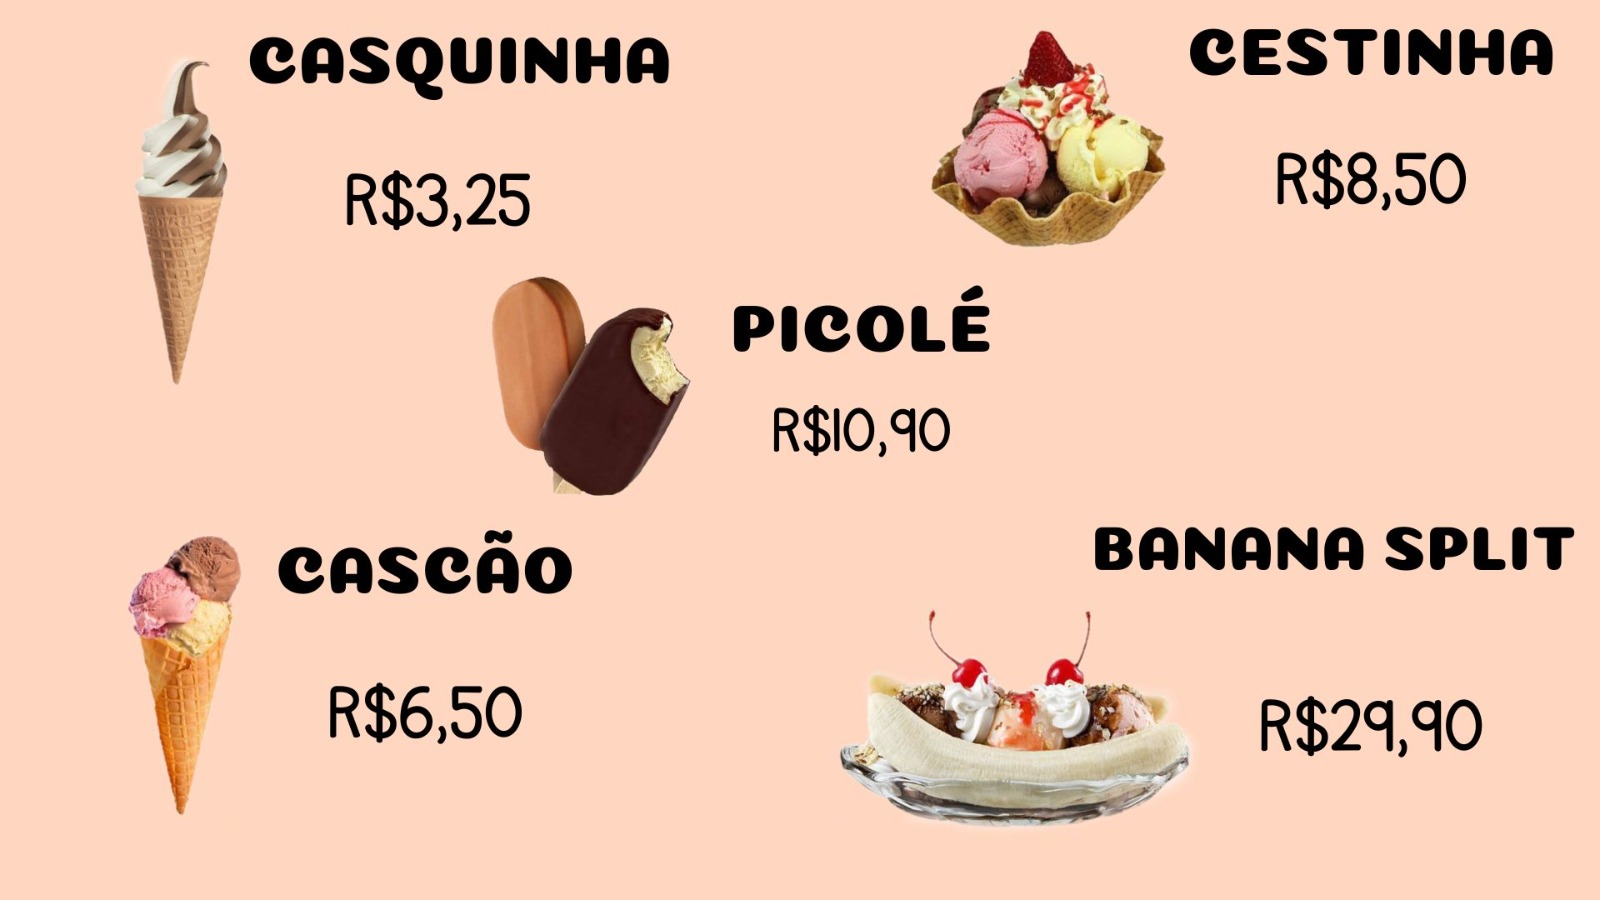 CASQUINHA
R$3,25
CESTINHA
R$8,50
PICOLÉ
R$10,90
CASCÃO
R$6,50
BANANA SPLIT
R$29,90